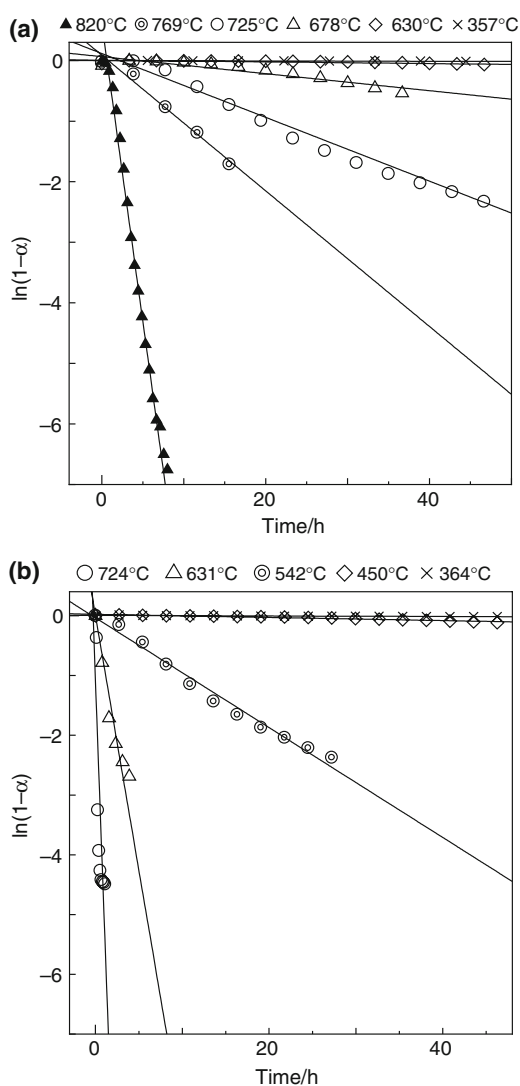 (a) ▲ 820°C ◎ 769°C ○ 725°C △ 678°C ◇ 630°C × 357°C
0
−2
−4
−6
ln(1−α)
0 20 40
Time/h
(b) ○ 724°C △ 631°C ◎ 542°C ◇ 450°C × 364°C
0
−2
−4
−6
ln(1−α)
0 20 40
Time/h